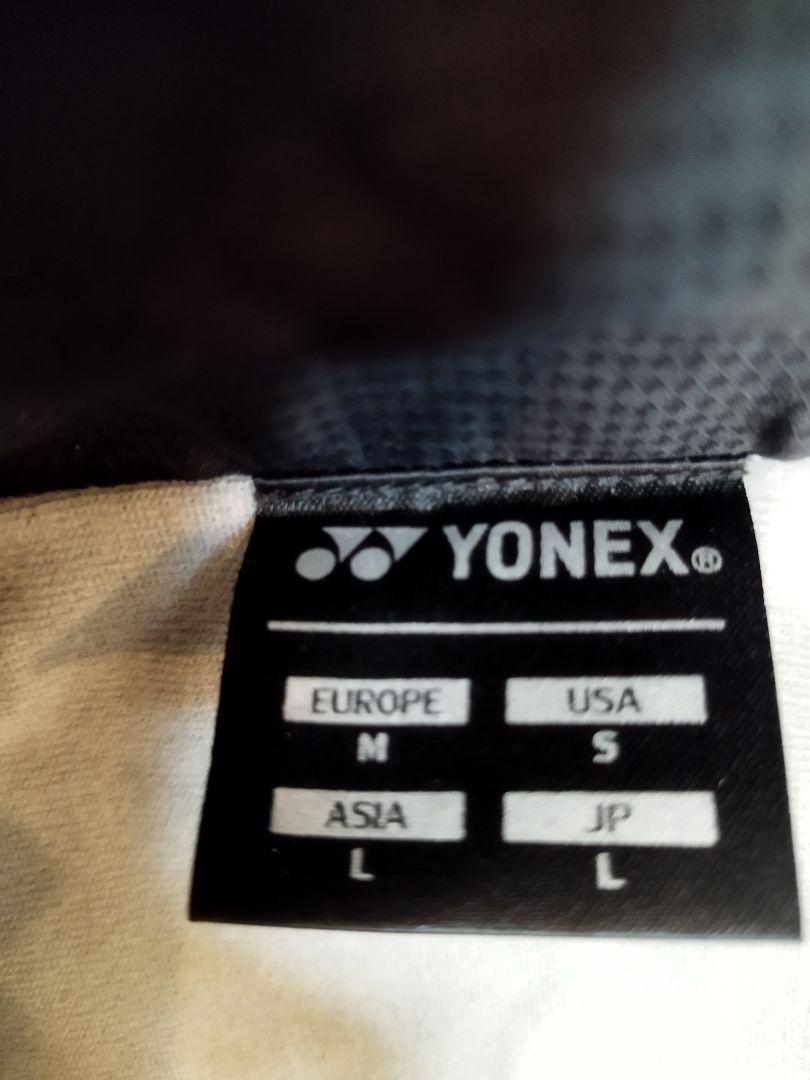 YONEX®
EUROPE USA
M S
ASIA JP
L L